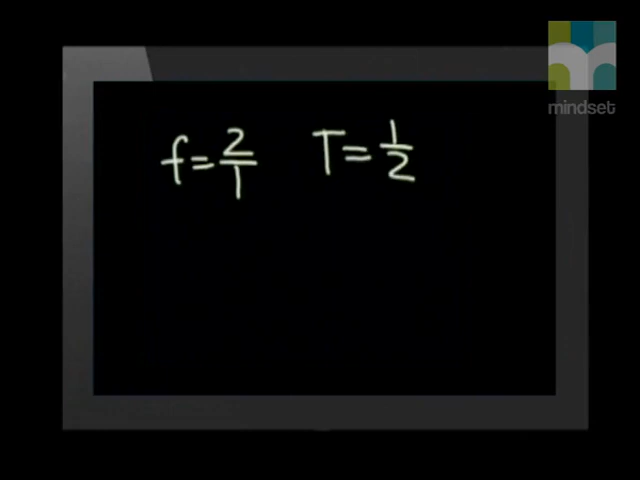 mindset
f = 2/1 T = 1/2